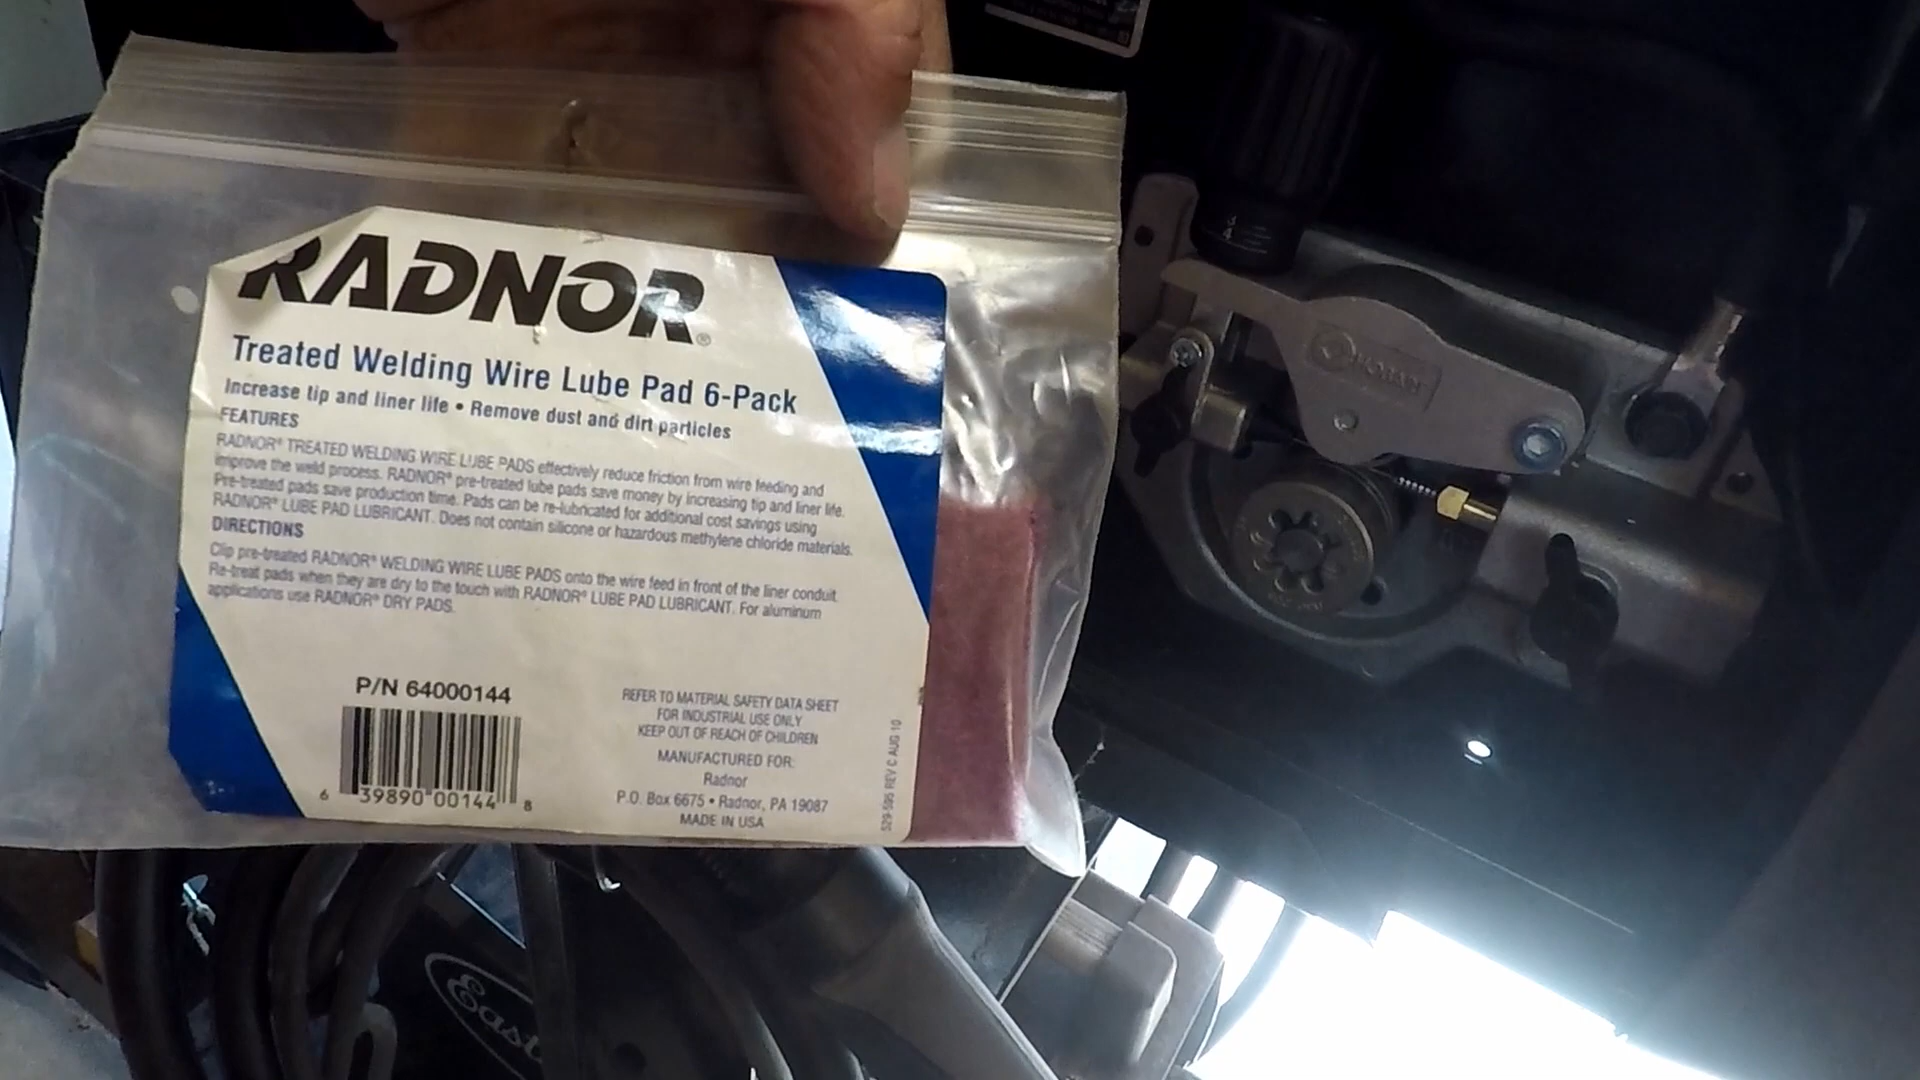 RADNOR®
Treated Welding Wire Lube Pad 6-Pack
Increase tip and liner life • Remove dust and dirt particles
FEATURES
RADNOR® TREATED WELDING WIRE LUBE PADS effectively reduce friction from wire feeding and
improve the weld process. RADNOR® pre-treated lube pads save money by increasing tip and liner life.
Pre-treated pads save production time. Pads can be re-lubricated for additional cost savings using
RADNOR® LUBE PAD LUBRICANT. Does not contain silicone or hazardous methylene chloride materials.
DIRECTIONS
Clip pre-treated RADNOR® WELDING WIRE LUBE PADS onto the wire feed in front of the liner conduit.
Re-treat pads when they are dry to the touch with RADNOR® LUBE PAD LUBRICANT. For aluminum
applications use RADNOR® DRY PADS.
P/N 64000144
6 39890 00144 8
REFER TO MATERIAL SAFETY DATA SHEET
FOR INDUSTRIAL USE ONLY
KEEP OUT OF REACH OF CHILDREN
MANUFACTURED FOR:
Radnor
P.O. Box 6675 • Radnor, PA 19087
MADE IN USA
529-595 REV C AUG 10
3
4
HOBART
East